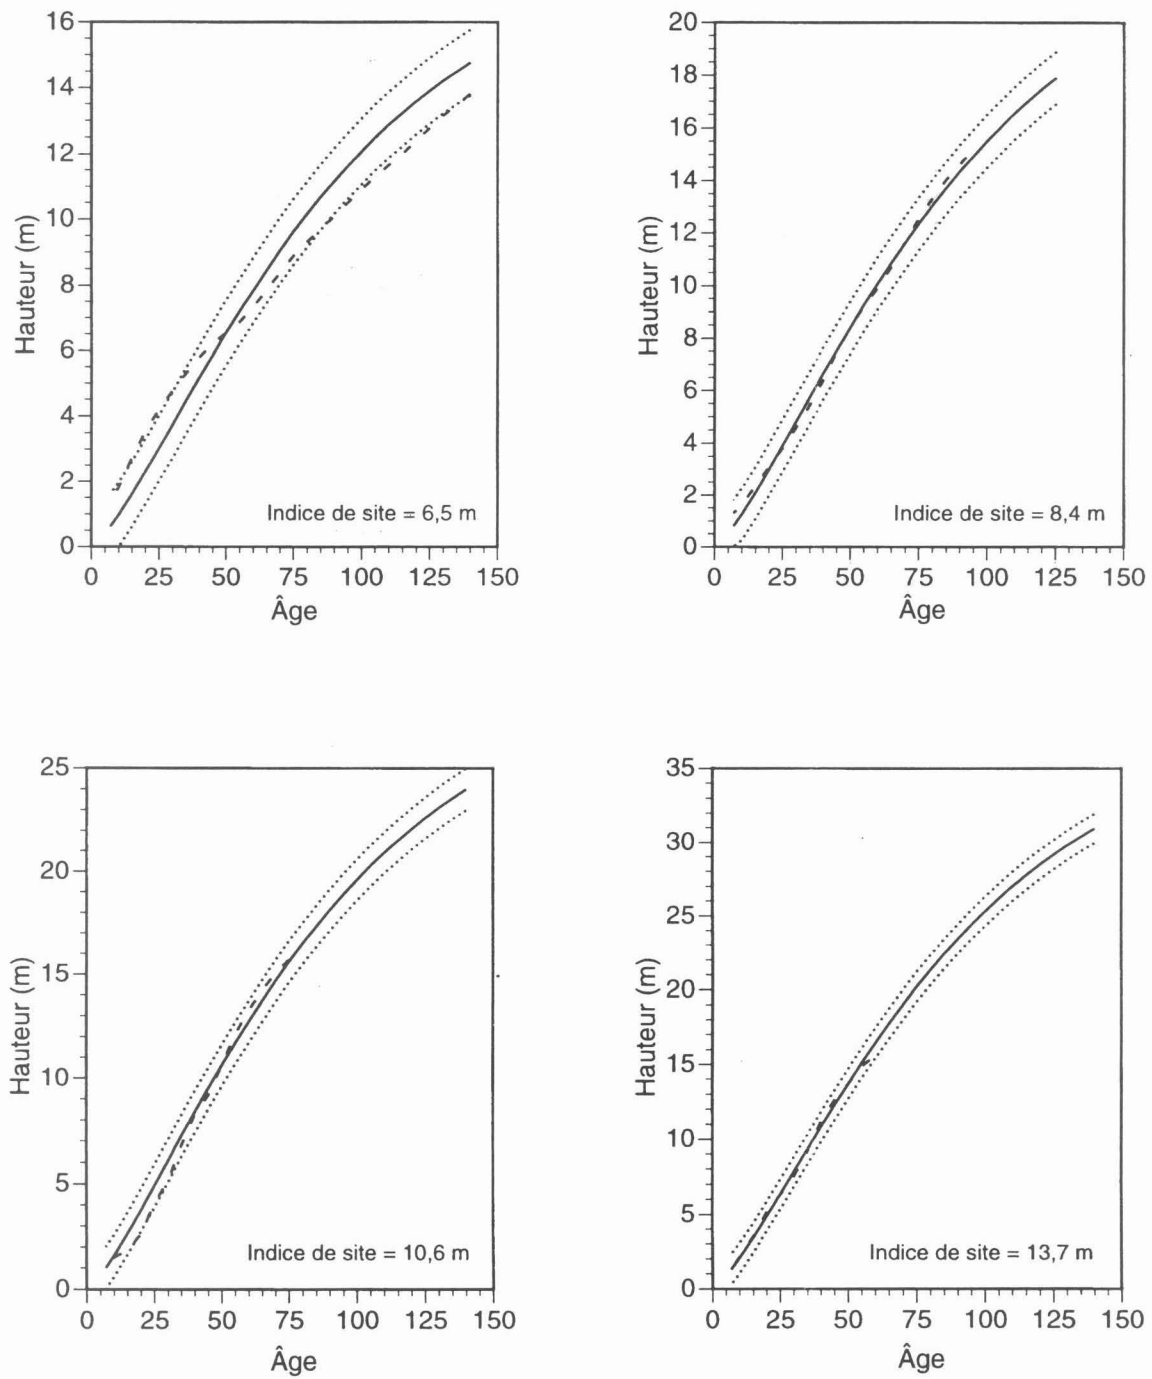 Hauteur (m)
16
14
12
10
8
6
4
2
0
Indice de site = 6,5 m
0 25 50 75 100 125 150
Âge
Hauteur (m)
20
18
16
14
12
10
8
6
4
2
0
Indice de site = 8,4 m
0 25 50 75 100 125 150
Âge
Hauteur (m)
25
20
15
10
5
0
Indice de site = 10,6 m
0 25 50 75 100 125 150
Âge
Hauteur (m)
35
30
25
20
15
10
5
0
Indice de site = 13,7 m
0 25 50 75 100 125 150
Âge